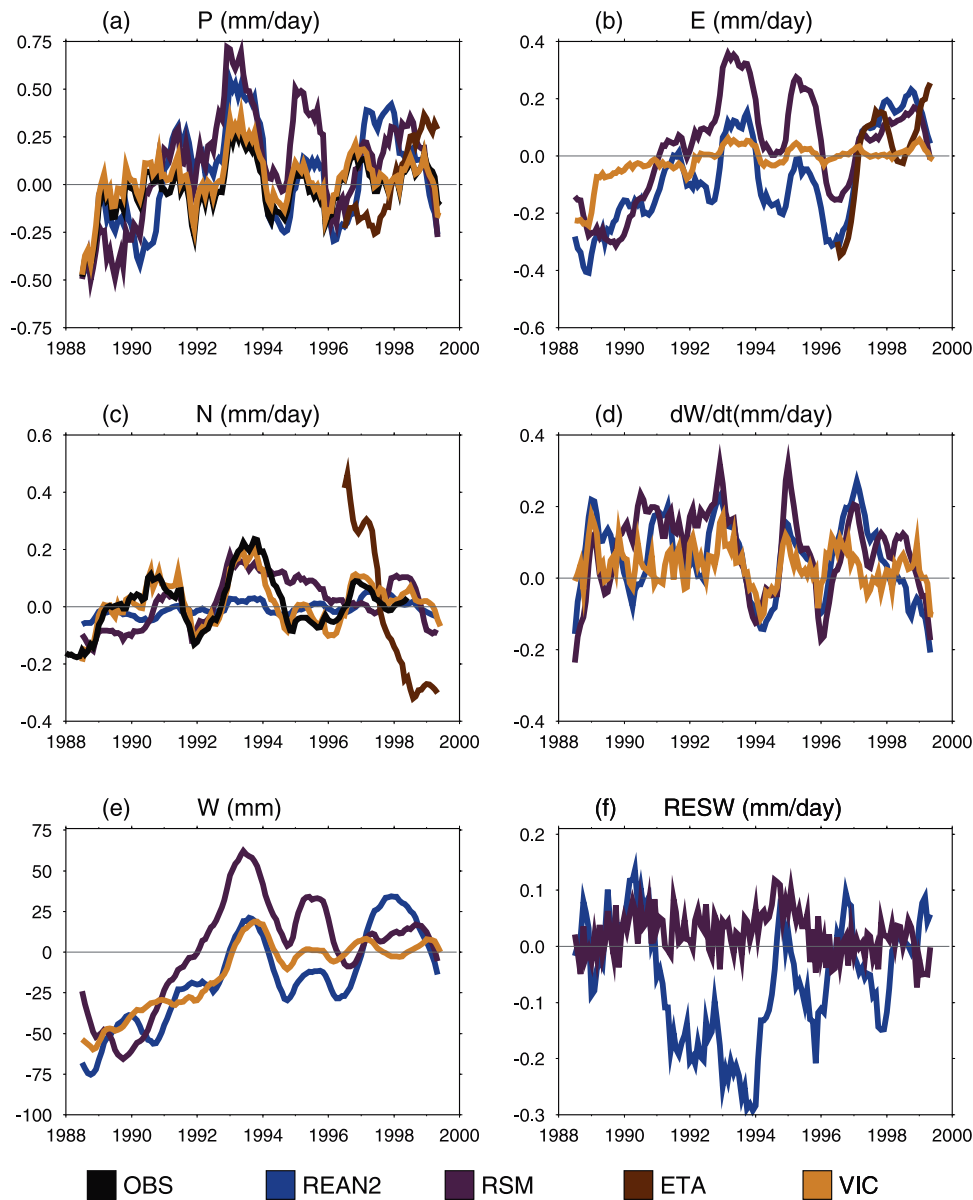 (a) P (mm/day)
0.75
0.50
0.25
0.00
-0.25
-0.50
-0.75
1988 1990 1992 1994 1996 1998 2000
(b) E (mm/day)
0.4
0.2
0.0
-0.2
-0.4
-0.6
1988 1990 1992 1994 1996 1998 2000
(c) N (mm/day)
0.6
0.4
0.2
0.0
-0.2
-0.4
1988 1990 1992 1994 1996 1998 2000
(d) dW/dt(mm/day)
0.4
0.2
0.0
-0.2
-0.4
1988 1990 1992 1994 1996 1998 2000
(e) W (mm)
75
50
25
0
-25
-50
-75
-100
1988 1990 1992 1994 1996 1998 2000
(f) RESW (mm/day)
0.2
0.1
0.0
-0.1
-0.2
-0.3
1988 1990 1992 1994 1996 1998 2000
OBS REAN2 RSM ETA VIC